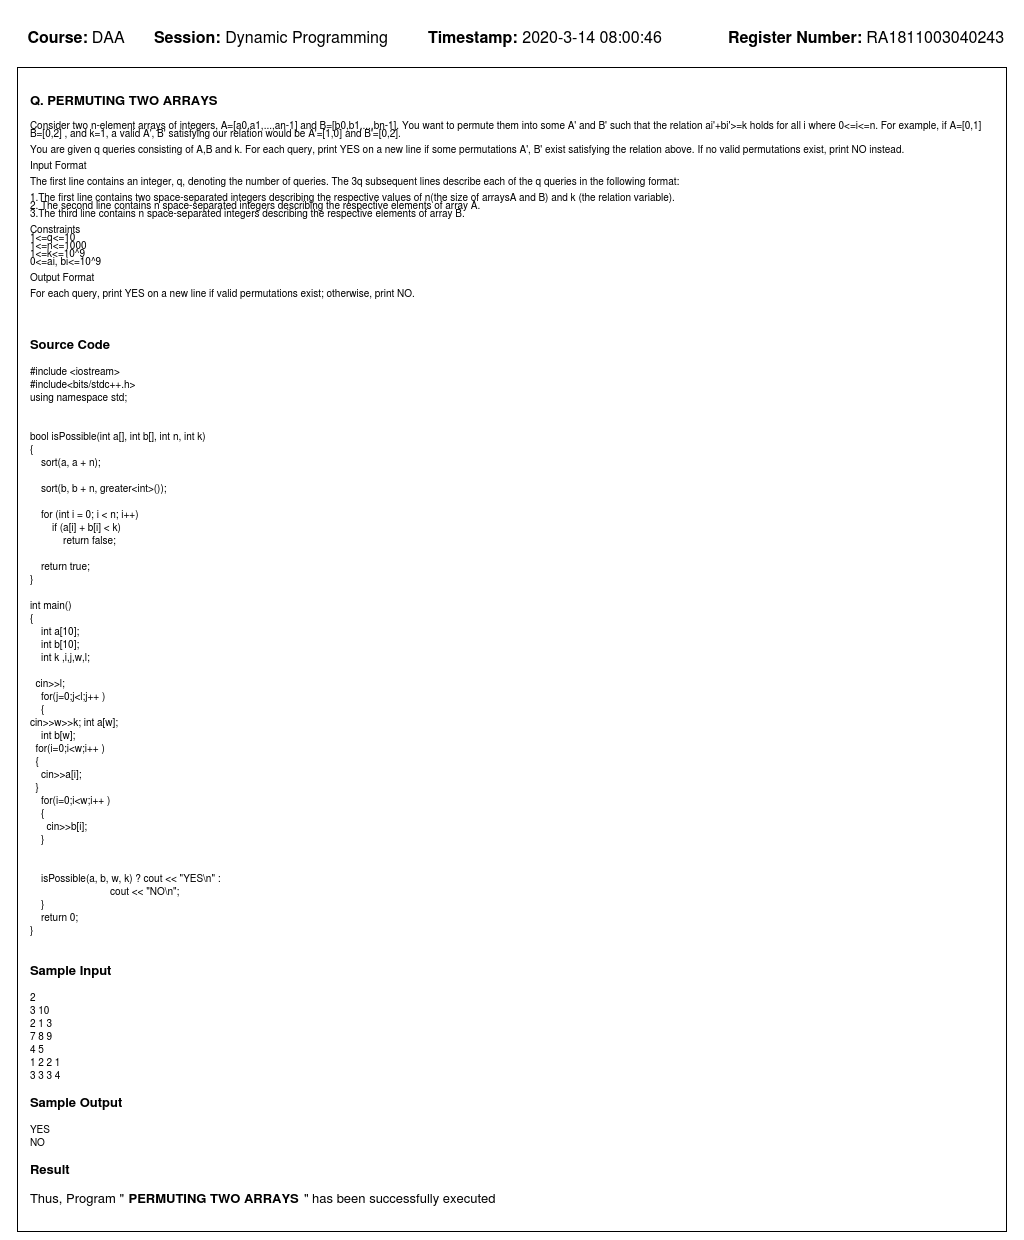 Course: DAA Session: Dynamic Programming Timestamp: 2020-3-14 08:00:46 Register Number: RA1811003040243
Q. PERMUTING TWO ARRAYS
Consider two n-element arrays of integers, A=[a0,a1,...,an-1] and B=[b0,b1,...,bn-1]. You want to permute them into some A' and B' such that the relation ai'+bi'>=k holds for all i where 0<=i<=n. For example, if A=[0,1]
B=[0,2] , and k=1, a valid A', B' satisfying our relation would be A'=[1,0] and B'=[0,2].
You are given q queries consisting of A,B and k. For each query, print YES on a new line if some permutations A', B' exist satisfying the relation above. If no valid permutations exist, print NO instead.
Input Format
The first line contains an integer, q, denoting the number of queries. The 3q subsequent lines describe each of the q queries in the following format:
1.The first line contains two space-separated integers describing the respective values of n(the size of arraysA and B) and k (the relation variable).
2. The second line contains n space-separated integers describing the respective elements of array A.
3.The third line contains n space-separated integers describing the respective elements of array B.
Constraints
1<=q<=10
1<=n<=1000
1<=k<=10^9
0<=ai, bi<=10^9
Output Format
For each query, print YES on a new line if valid permutations exist; otherwise, print NO.
Source Code
#include <iostream>
#include<bits/stdc++.h>
using namespace std;
bool isPossible(int a[], int b[], int n, int k)
{
sort(a, a + n);
sort(b, b + n, greater<int>());
for (int i = 0; i < n; i++)
if (a[i] + b[i] < k)
return false;
return true;
}
int main()
{
int a[10];
int b[10];
int k ,i,j,w,l;
cin>>l;
for(j=0;j<l;j++ )
{
cin>>w>>k; int a[w];
int b[w];
for(i=0;i<w;i++ )
{
cin>>a[i];
}
for(i=0;i<w;i++ )
{
cin>>b[i];
}
isPossible(a, b, w, k) ? cout << "YES\n" :
cout << "NO\n";
}
return 0;
}
Sample Input
2
3 10
2 1 3
7 8 9
4 5
1 2 2 1
3 3 3 4
Sample Output
YES
NO
Result
Thus, Program " PERMUTING TWO ARRAYS " has been successfully executed